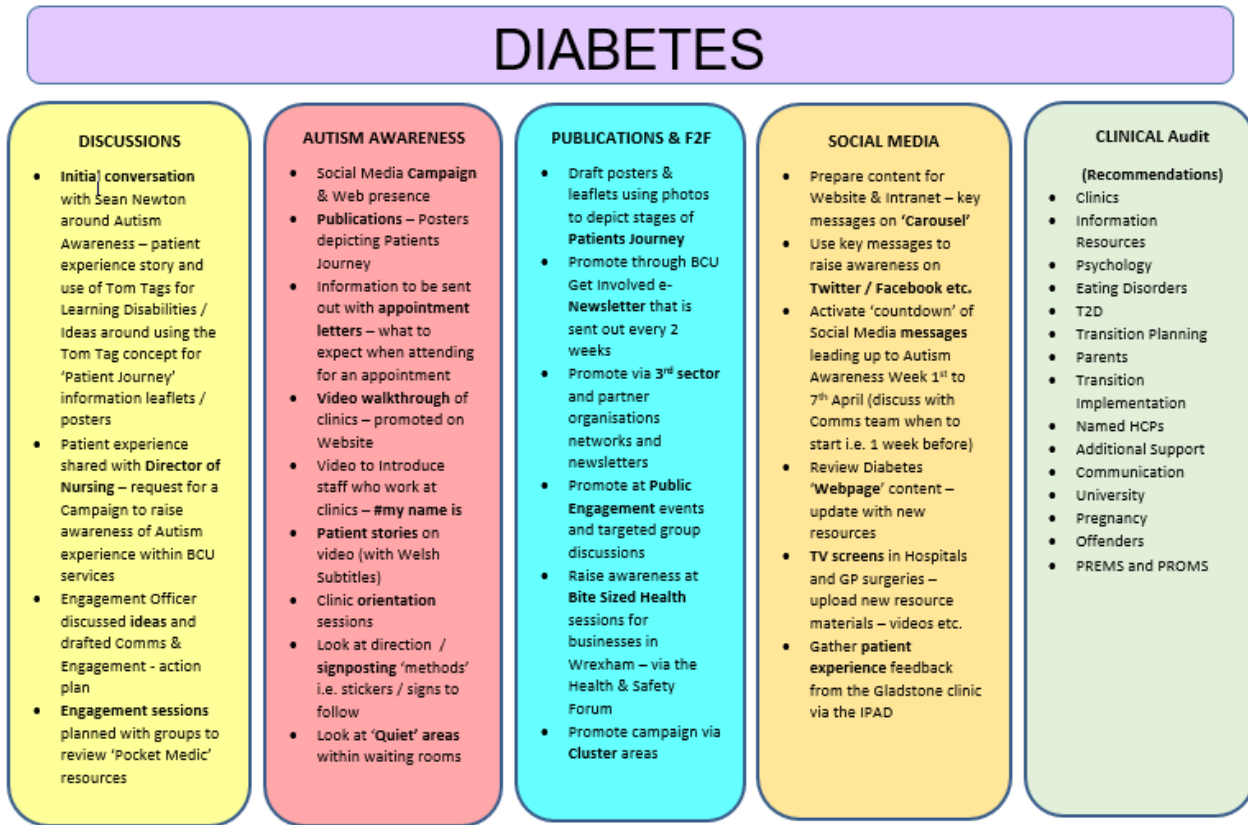 DIABETES
DISCUSSIONS
• Initial conversation
with Sean Newton
around Autism
Awareness – patient
experience story and
use of Tom Tags for
Learning Disabilities /
Ideas around using the
Tom Tag concept for
'Patient Journey'
information leaflets /
posters
• Patient experience
shared with Director of
Nursing – request for a
Campaign to raise
awareness of Autism
experience within BCU
services
• Engagement Officer
discussed ideas and
drafted Comms &
Engagement - action
plan
• Engagement sessions
planned with groups to
review 'Pocket Medic'
resources
AUTISM AWARENESS
• Social Media Campaign
& Web presence
• Publications – Posters
depicting Patients
Journey
• Information to be sent
out with appointment
letters – what to
expect when attending
for an appointment
• Video walkthrough of
clinics – promoted on
Website
• Video to Introduce
staff who work at
clinics – #my name is
• Patient stories on
video (with Welsh
Subtitles)
• Clinic orientation
sessions
• Look at direction /
signposting 'methods'
i.e. stickers / signs to
follow
• Look at 'Quiet' areas
within waiting rooms
PUBLICATIONS & F2F
• Draft posters &
leaflets using photos
to depict stages of
Patients Journey
• Promote through BCU
Get Involved e-
Newsletter that is
sent out every 2
weeks
• Promote via 3rd sector
and partner
organisations
networks and
newsletters
• Promote at Public
Engagement events
and targeted group
discussions
• Raise awareness at
Bite Sized Health
sessions for
businesses in
Wrexham – via the
Health & Safety
Forum
• Promote campaign via
Cluster areas
SOCIAL MEDIA
• Prepare content for
Website & Intranet – key
messages on 'Carousel'
• Use key messages to
raise awareness on
Twitter / Facebook etc.
• Activate 'countdown' of
Social Media messages
leading up to Autism
Awareness Week 1st to
7th April (discuss with
Comms team when to
start i.e. 1 week before)
• Review Diabetes
'Webpage' content –
update with new
resources
• TV screens in Hospitals
and GP surgeries –
upload new resource
materials – videos etc.
• Gather patient
experience feedback
from the Gladstone clinic
via the IPAD
CLINICAL Audit
(Recommendations)
• Clinics
• Information
Resources
• Psychology
• Eating Disorders
• T2D
• Transition Planning
• Parents
• Transition
Implementation
• Named HCPs
• Additional Support
• Communication
• University
• Pregnancy
• Offenders
• PREMS and PROMS